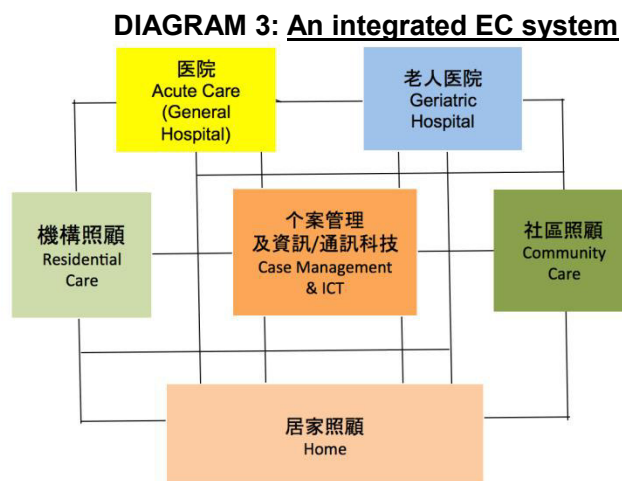 DIAGRAM 3: An integrated EC system
医院
Acute Care
(General
Hospital)
老人医院
Geriatric
Hospital
機構照顧
Residential
Care
个案管理
及資訊/通訊科技
Case Management
& ICT
社區照顧
Community
Care
居家照顧
Home